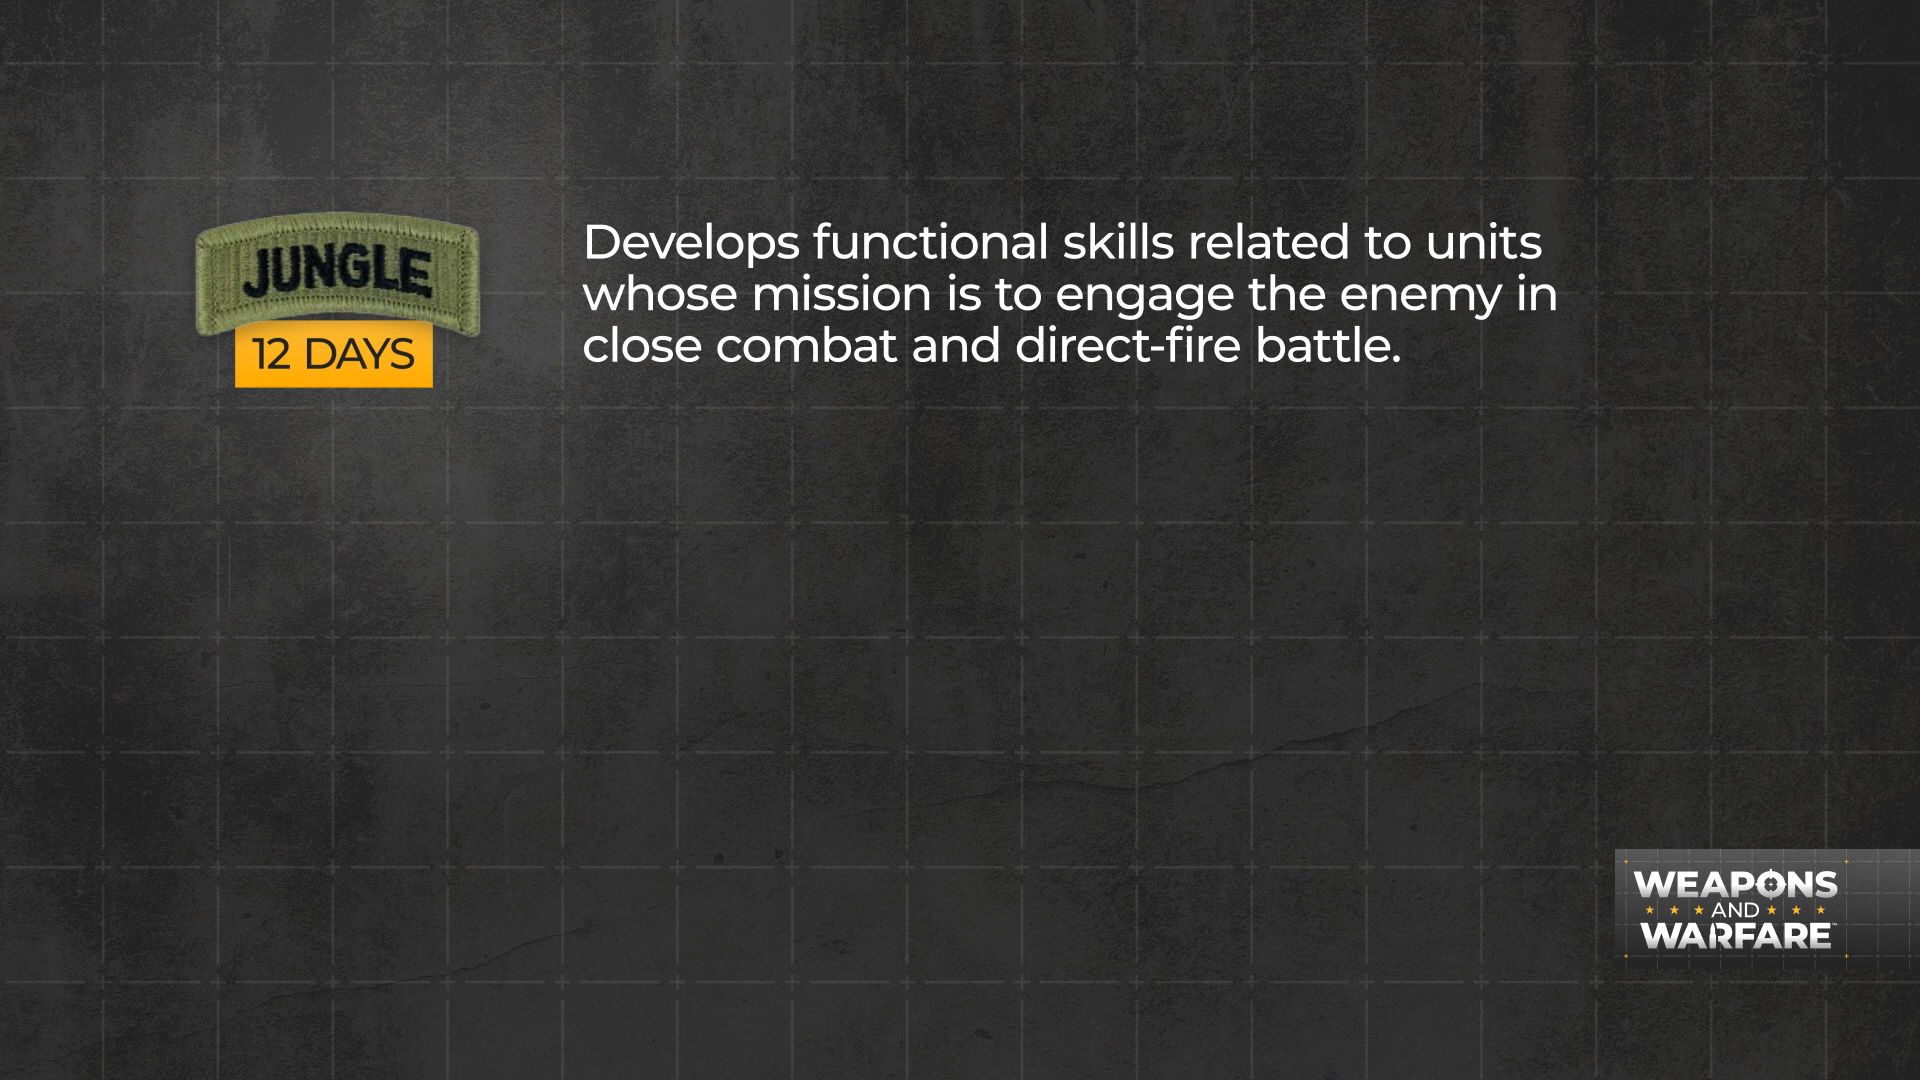 JUNGLE
12 DAYS
Develops functional skills related to units
whose mission is to engage the enemy in
close combat and direct-fire battle.
WEAPONS
AND
WARFARE